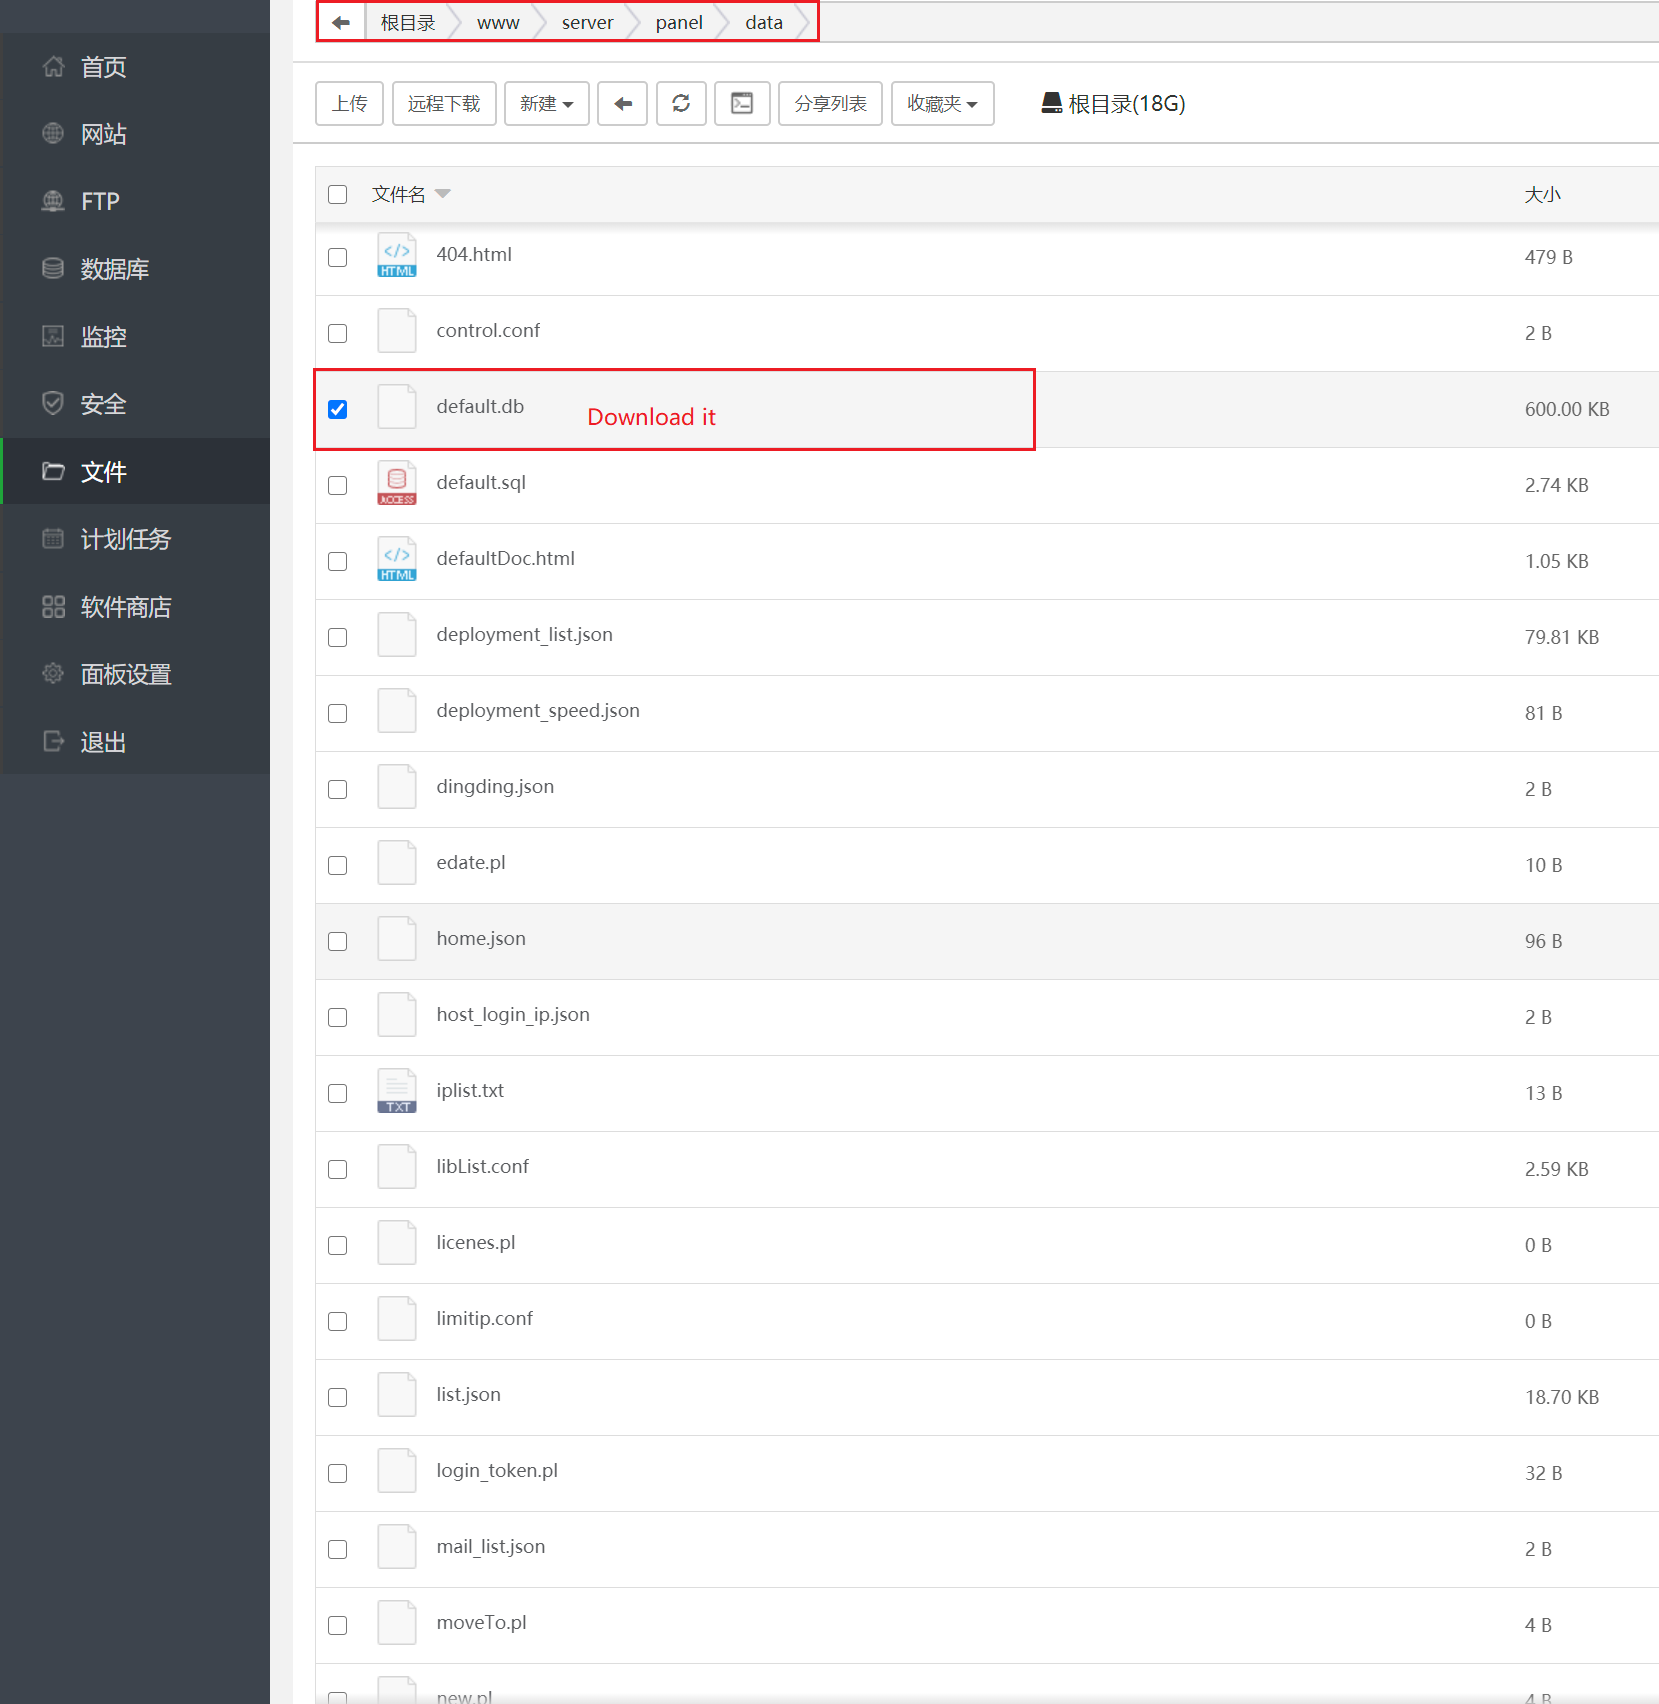 根目录 www server panel data
首页
网站
FTP
数据库
监控
安全
文件
计划任务
软件商店
面板设置
退出
上传 远程下载 新建 分享列表 收藏夹 根目录(18G)
文件名 大小
HTML 404.html 479 B
control.conf 2 B
default.db Download it 600.00 KB
ACCESS default.sql 2.74 KB
HTML defaultDoc.html 1.05 KB
deployment_list.json 79.81 KB
deployment_speed.json 81 B
dingding.json 2 B
edate.pl 10 B
home.json 96 B
host_login_ip.json 2 B
TXT iplist.txt 13 B
libList.conf 2.59 KB
licenes.pl 0 B
limitip.conf 0 B
list.json 18.70 KB
login_token.pl 32 B
mail_list.json 2 B
moveTo.pl 4 B
new.pl 4 B